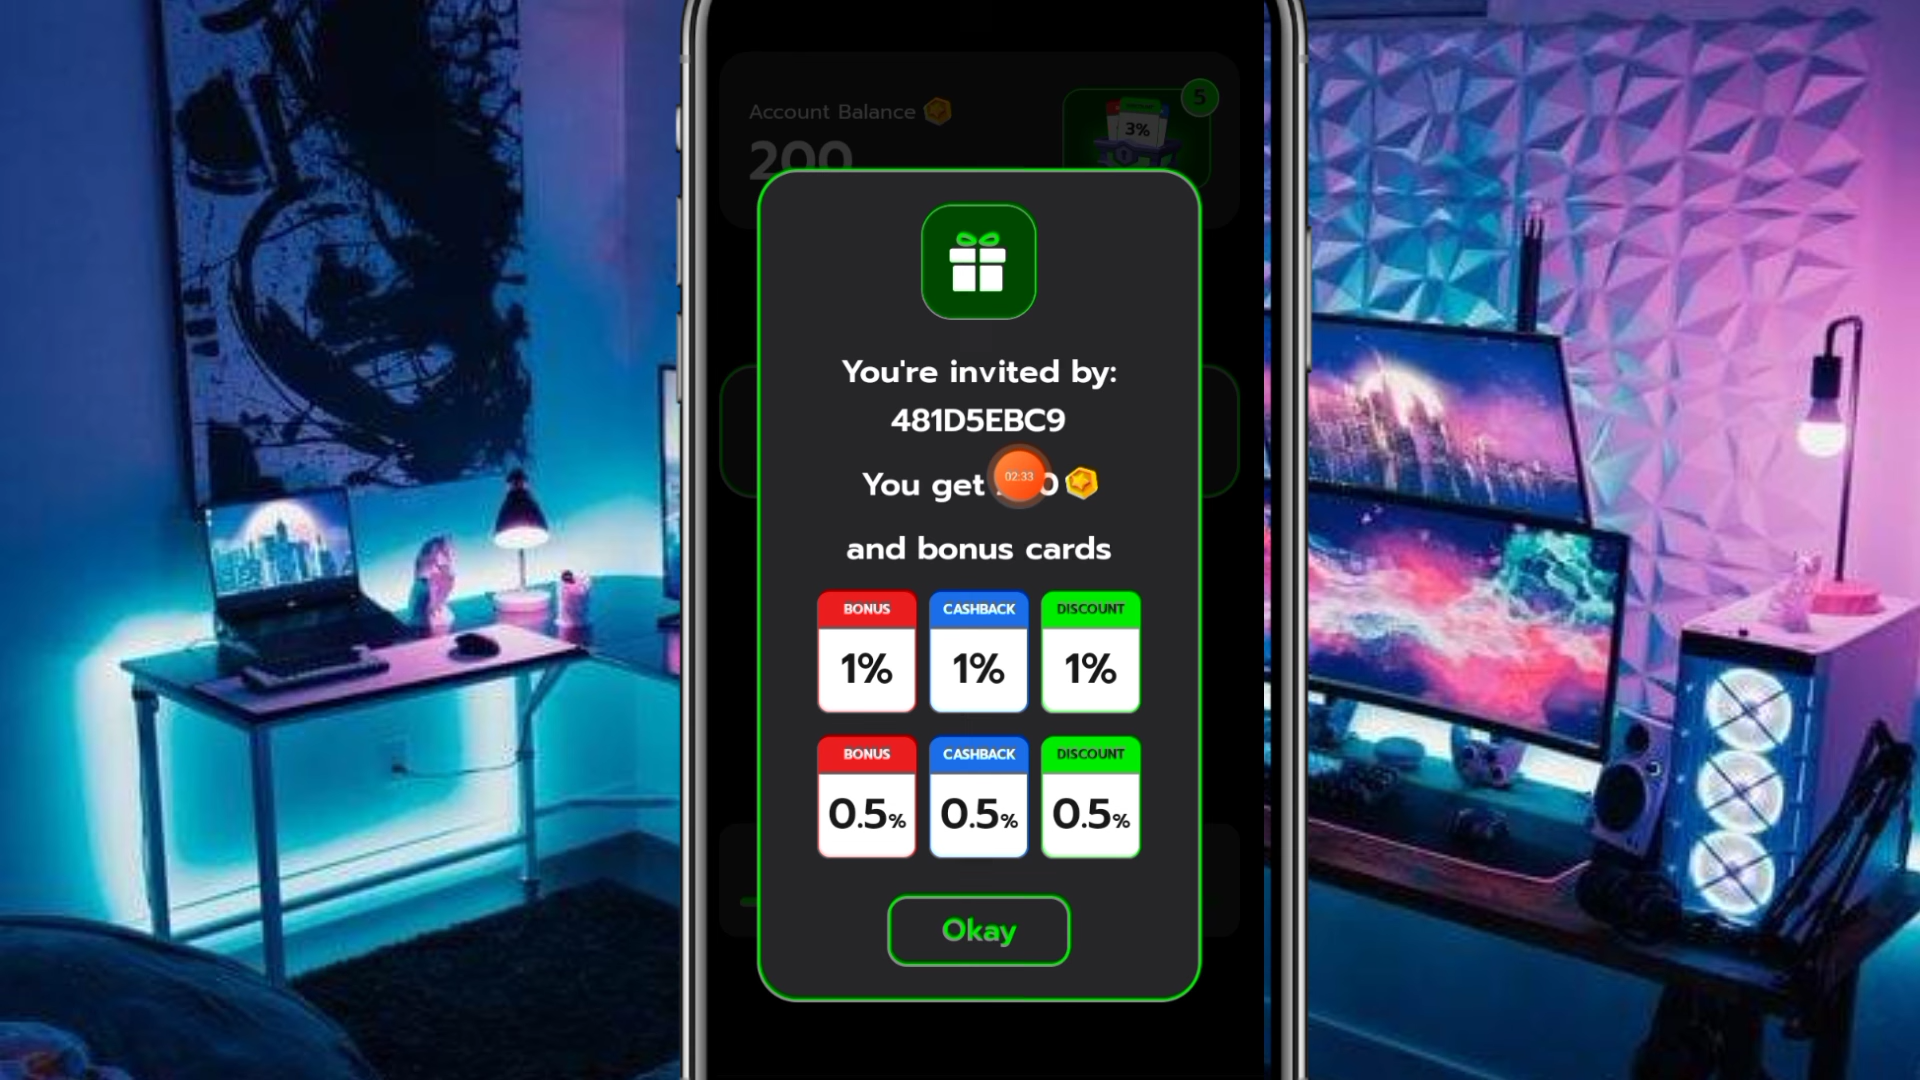 Account Balance
5
3%
200
You're invited by:
481D5EBC9
You get
02:33
and bonus cards
BONUS
CASHBACK
DISCOUNT
1%
1%
1%
BONUS
CASHBACK
DISCOUNT
0.5%
0.5%
0.5%
Okay